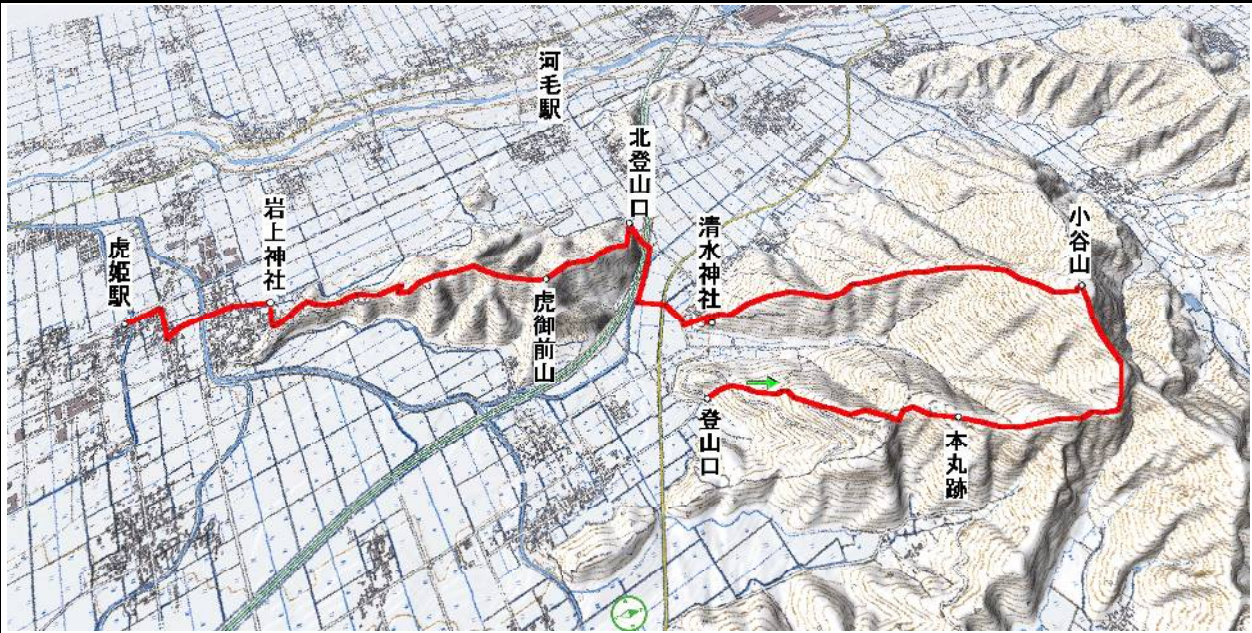 河毛駅
北登山口
岩上神社
清水神社
小谷山
虎姫駅
虎御前山
登山口
本丸跡